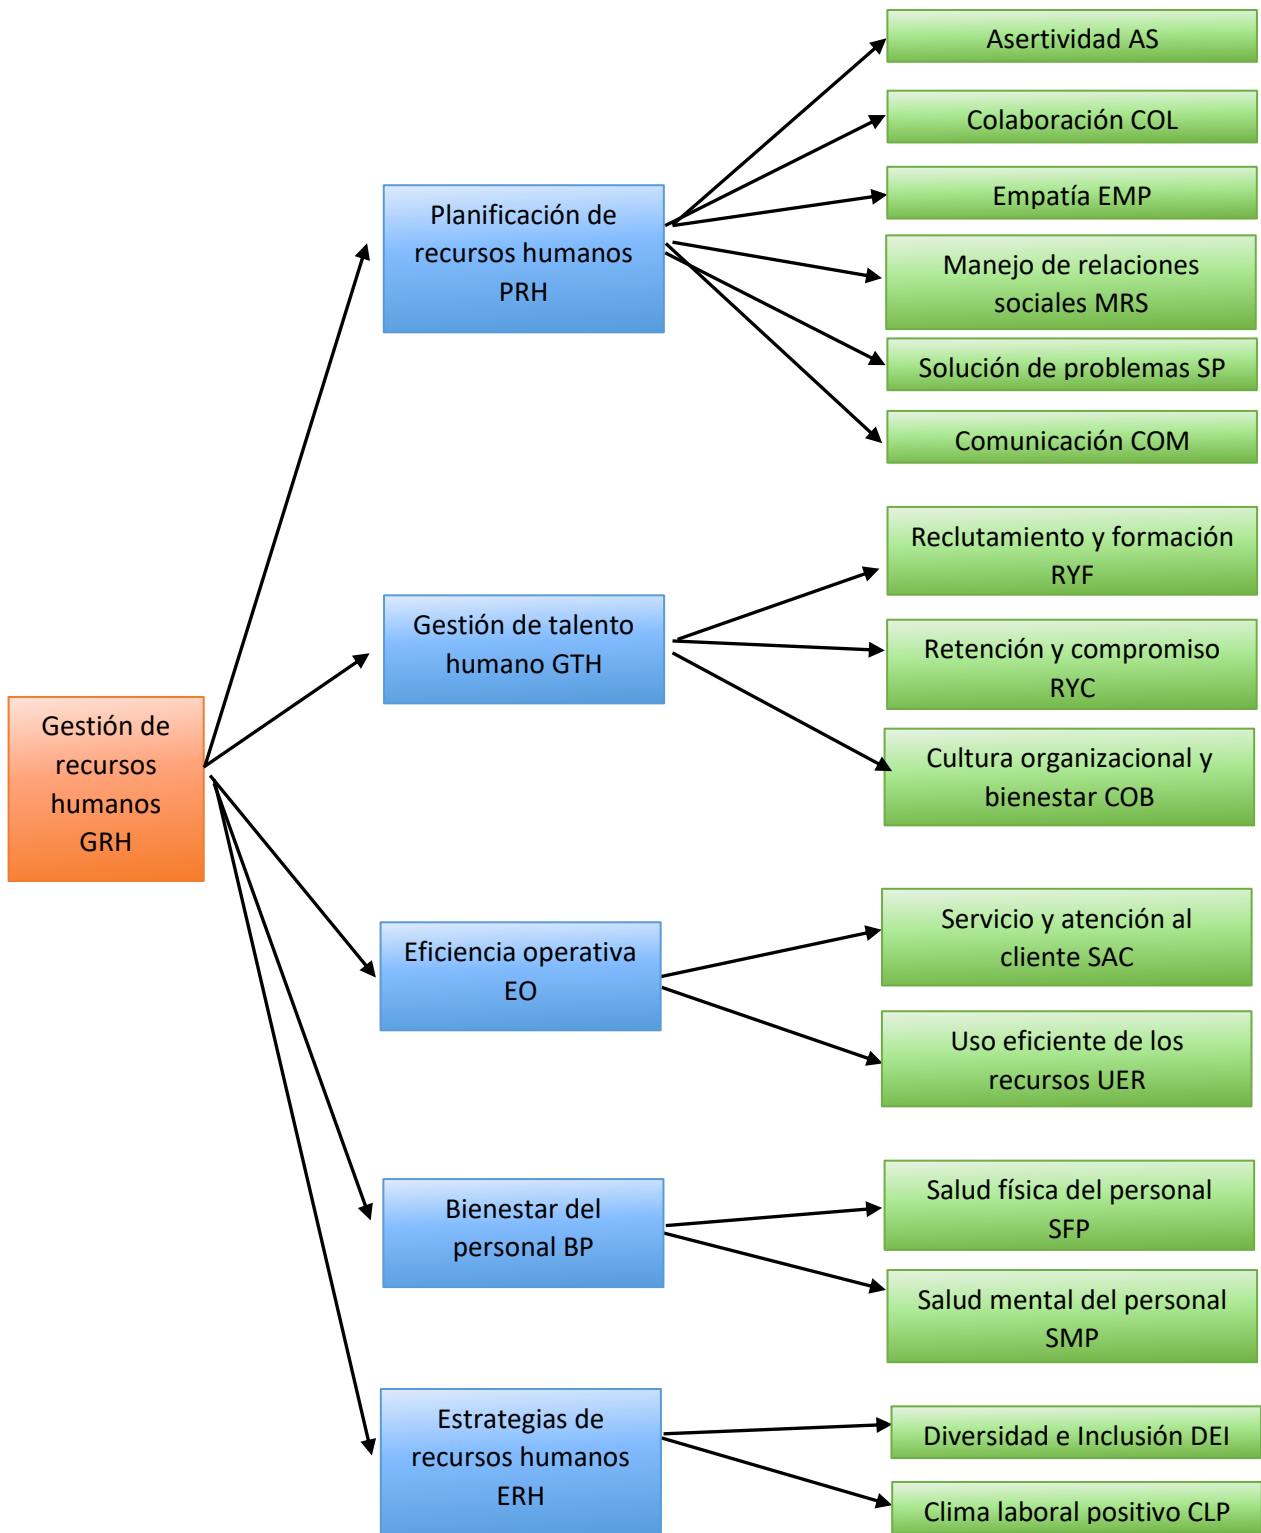 Gestión de
recursos
humanos
GRH
Planificación de
recursos humanos
PRH
Asertividad AS
Colaboración COL
Empatía EMP
Manejo de relaciones
sociales MRS
Solución de problemas SP
Comunicación COM
Gestión de talento
humano GTH
Reclutamiento y formación
RYF
Retención y compromiso
RYC
Cultura organizacional y
bienestar COB
Eficiencia operativa
EO
Servicio y atención al
cliente SAC
Uso eficiente de los
recursos UER
Bienestar del
personal BP
Salud física del personal
SFP
Salud mental del personal
SMP
Estrategias de
recursos humanos
ERH
Diversidad e Inclusión DEI
Clima laboral positivo CLP